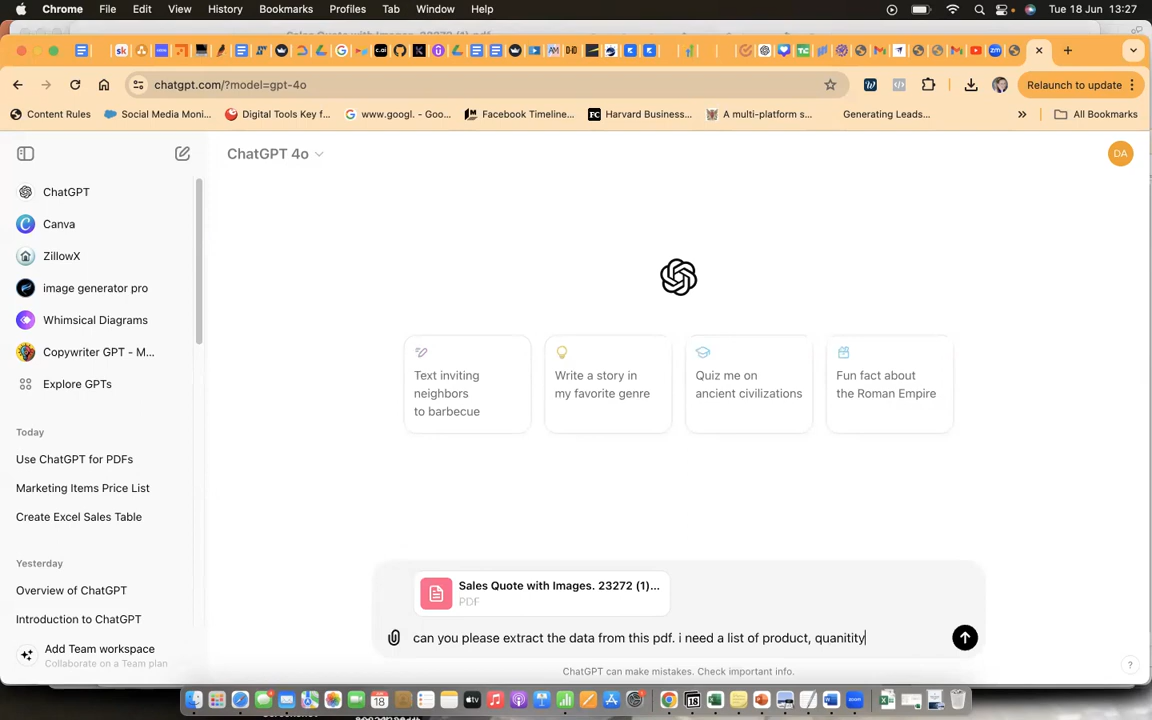 Chrome File Edit View History Bookmarks Profiles Tab Window Help Tue 18 Jun 13:27
chatgpt.com/?model=gpt-4o Relaunch to update
Content Rules Social Media Moni... Digital Tools Key f... www.googl. - Goo... Facebook Timeline... Harvard Business... A multi-platform s... Generating Leads... » All Bookmarks
ChatGPT 4o DA
ChatGPT
Canva
ZillowX
image generator pro
Whimsical Diagrams
Copywriter GPT - M...
Explore GPTs
Today
Use ChatGPT for PDFs
Marketing Items Price List
Create Excel Sales Table
Yesterday
Overview of ChatGPT
Introduction to ChatGPT
Add Team workspace
Collaborate on a Team plan
Text inviting
neighbors
to barbecue
Write a story in
my favorite genre
Quiz me on
ancient civilizations
Fun fact about
the Roman Empire
Sales Quote with Images. 23272 (1)...
PDF
can you please extract the data from this pdf. i need a list of product, quanitity
ChatGPT can make mistakes. Check important info.
?